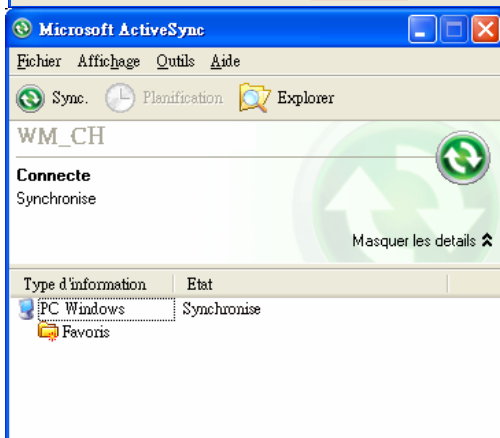 Microsoft ActiveSync
Fichier Affichage Outils Aide
Sync. Planification Explorer
WM_CH
Connecte
Synchronise
Masquer les details
Type d'information Etat
PC Windows Synchronise
Favoris